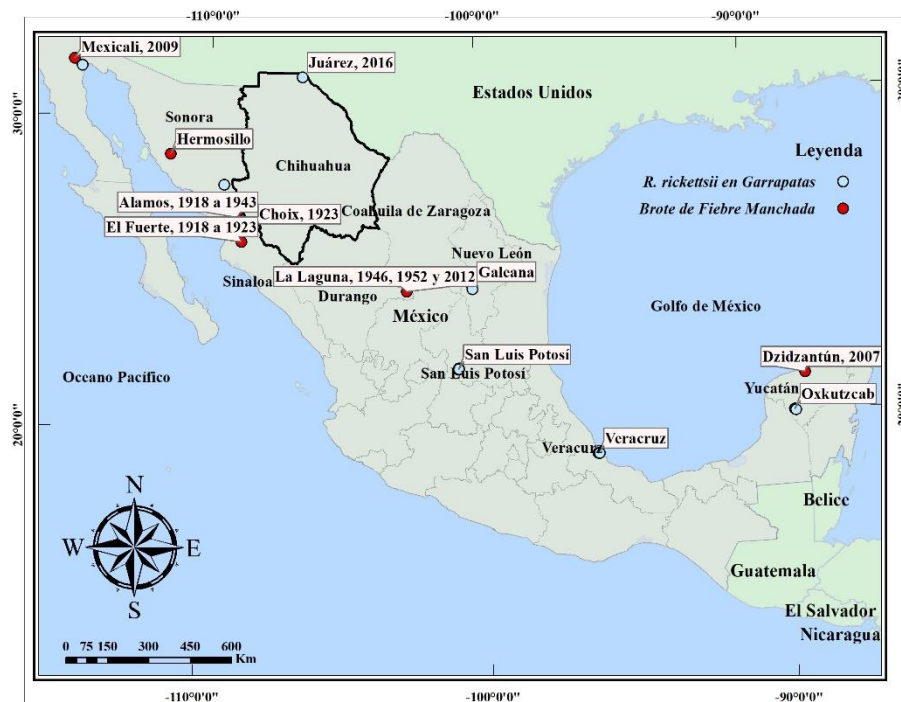 -110°0'0"
-100°0'0"
-90°0'0"
Mexicali, 2009
Juárez, 2016
Estados Unidos
30°0'0"
Sonora
Hermosillo
Leyenda
Chihuahua
R. rickettsii en Garrapatas
Alamos, 1918 a 1943
Choix, 1923
Coahuila de Zaragoza
Brote de Fiebre Manchada
El Fuerte, 1918 a 1923
Nuevo León
Sinaloa
La Laguna, 1946, 1952 y 2012
Galeana
Durango
México
Golfo de México
San Luis Potosí
San Luis Potosí
Dzidzantún, 2007
Oceano Pacífico
Yucatán
Oxkutzcab
20°0'0"
Veracruz
Veracurz
N
W
E
S
Belice
Guatemala
El Salvador
Nicaragua
0 75 150 300 450 600
Km
-110°0'0"
-100°0'0"
-90°0'0"